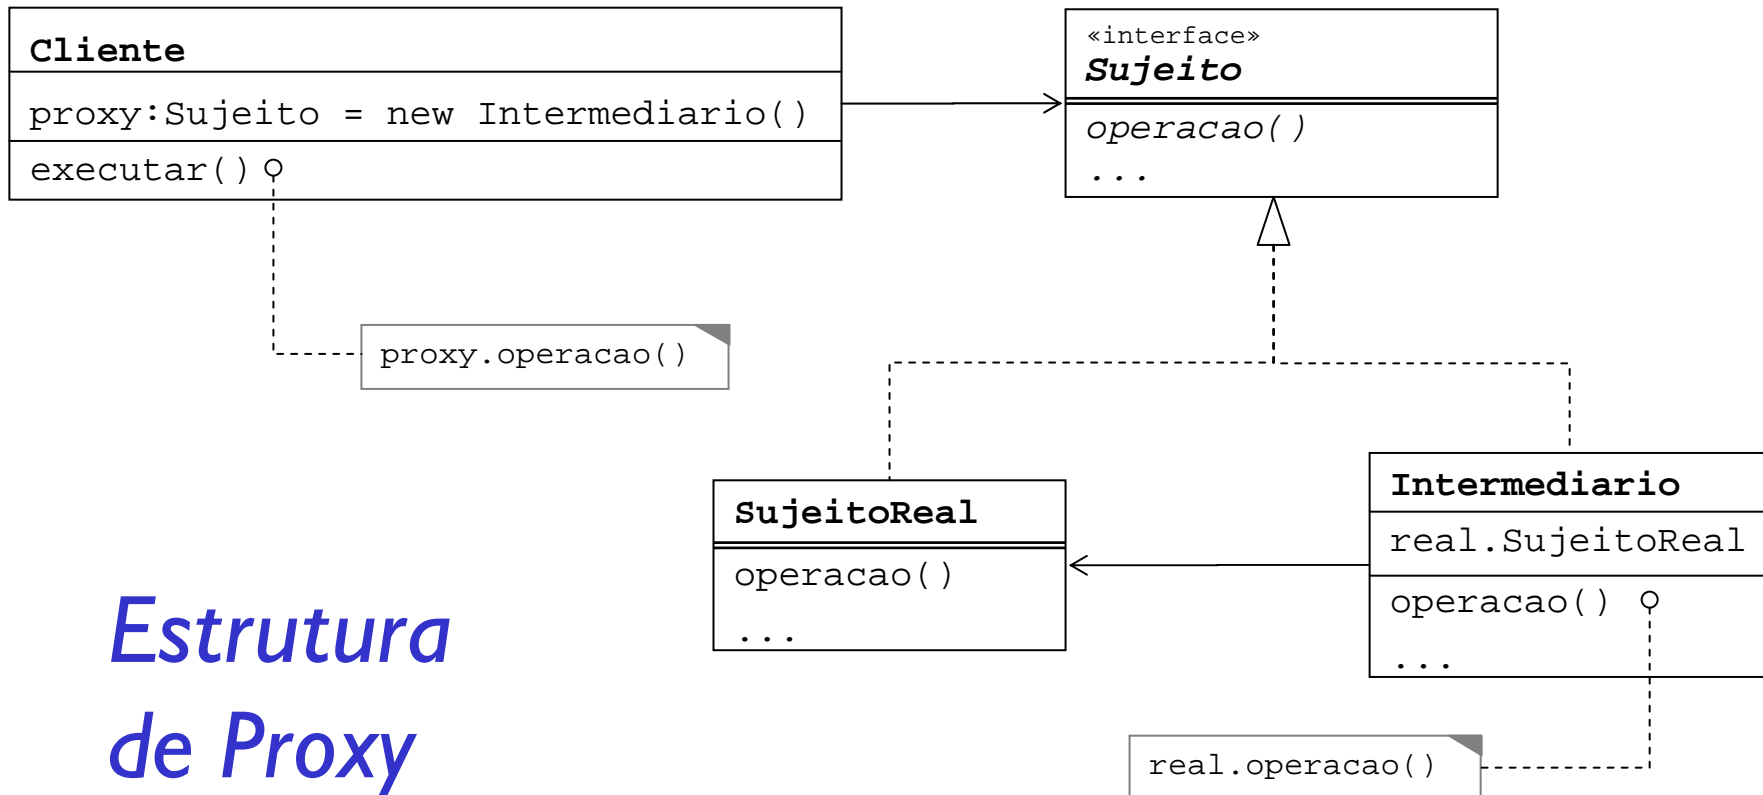 Cliente
proxy:Sujeito = new Intermediario()
executar()
«interface»
Sujeito
operacao()
...
proxy.operacao()
SujeitoReal
operacao()
...
Intermediario
real.SujeitoReal
operacao()
...
real.operacao()
Estrutura
de Proxy